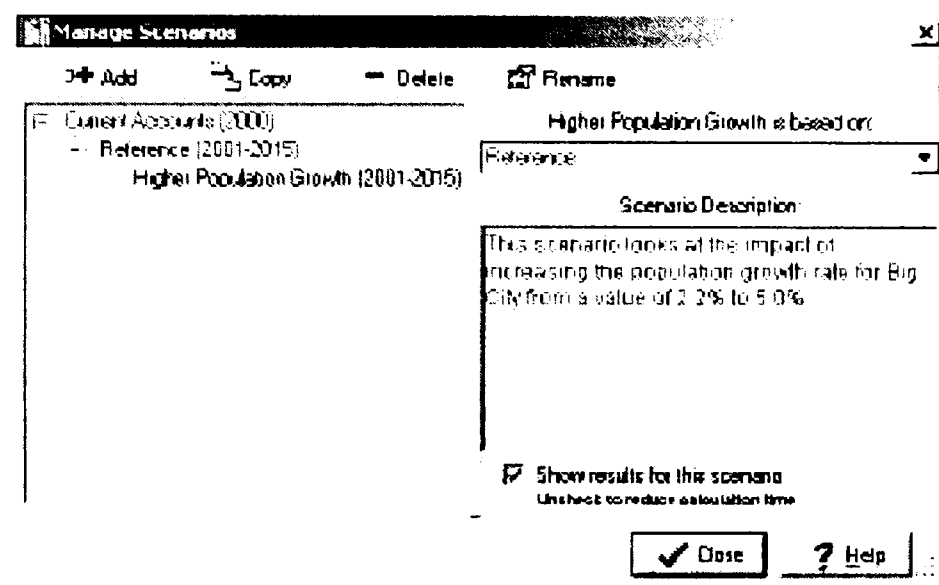 Manage Scenarios
Add Copy Delete Rename
Current Accounts (2000)
Reference (2001-2015)
Higher Population Growth (2001-2015)
Higher Population Growth is based on:
Reference
Scenario Description:
This scenario looks at the impact of
increasing the population growth rate for Big
City from a value of 2.2% to 5.0%
Show results for this scenario
Uncheck to reduce calculation time
Close ? Help